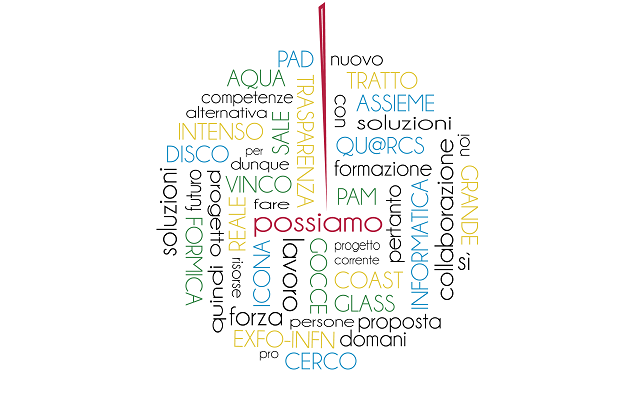 PAD
nuovo
AQUA
TRATTO
competenze
TRASPARENZA
con
ASSIEME
alternativa
SALE
soluzioni
INTENSO
QU@RCS
noi
DISCO
per
dunque
formazione
collaborazione
GRANDE
soluzioni
futuro
progetto
VINCO
fare
PAM
pertanto
INFORMATICA
REALE
possiamo
FORMICA
quindi
risorse
ICONA
lavoro
GOCCE
progetto
corrente
sì
COAST
GLASS
forza
persone
proposta
EXFO-INFN
domani
pro
CERCO